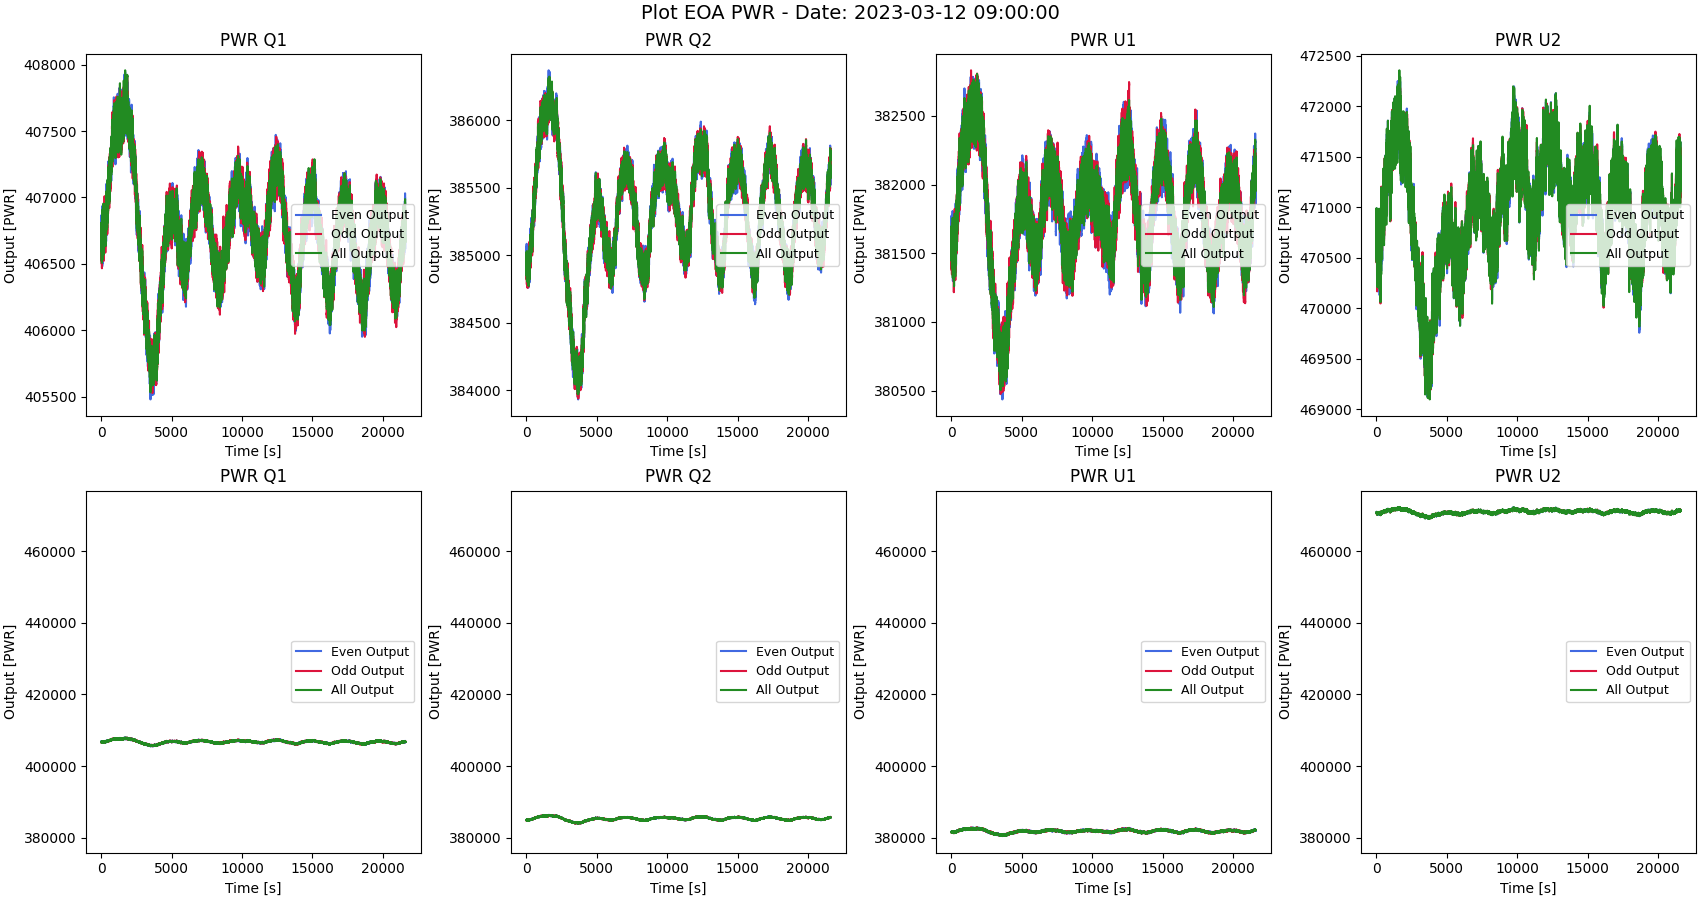 Plot EOA PWR - Date: 2023-03-12 09:00:00
PWR Q1
Output [PWR]
408000
407500
407000
406500
406000
405500
Even Output
Odd Output
All Output
0 5000 10000 15000 20000
Time [s]
PWR Q2
Output [PWR]
386000
385500
385000
384500
384000
Even Output
Odd Output
All Output
0 5000 10000 15000 20000
Time [s]
PWR U1
Output [PWR]
382500
382000
381500
381000
380500
Even Output
Odd Output
All Output
0 5000 10000 15000 20000
Time [s]
PWR U2
Output [PWR]
472500
472000
471500
471000
470500
470000
469500
469000
Even Output
Odd Output
All Output
0 5000 10000 15000 20000
Time [s]
PWR Q1
Output [PWR]
460000
440000
420000
400000
380000
Even Output
Odd Output
All Output
0 5000 10000 15000 20000
Time [s]
PWR Q2
Output [PWR]
460000
440000
420000
400000
380000
Even Output
Odd Output
All Output
0 5000 10000 15000 20000
Time [s]
PWR U1
Output [PWR]
460000
440000
420000
400000
380000
Even Output
Odd Output
All Output
0 5000 10000 15000 20000
Time [s]
PWR U2
Output [PWR]
460000
440000
420000
400000
380000
Even Output
Odd Output
All Output
0 5000 10000 15000 20000
Time [s]